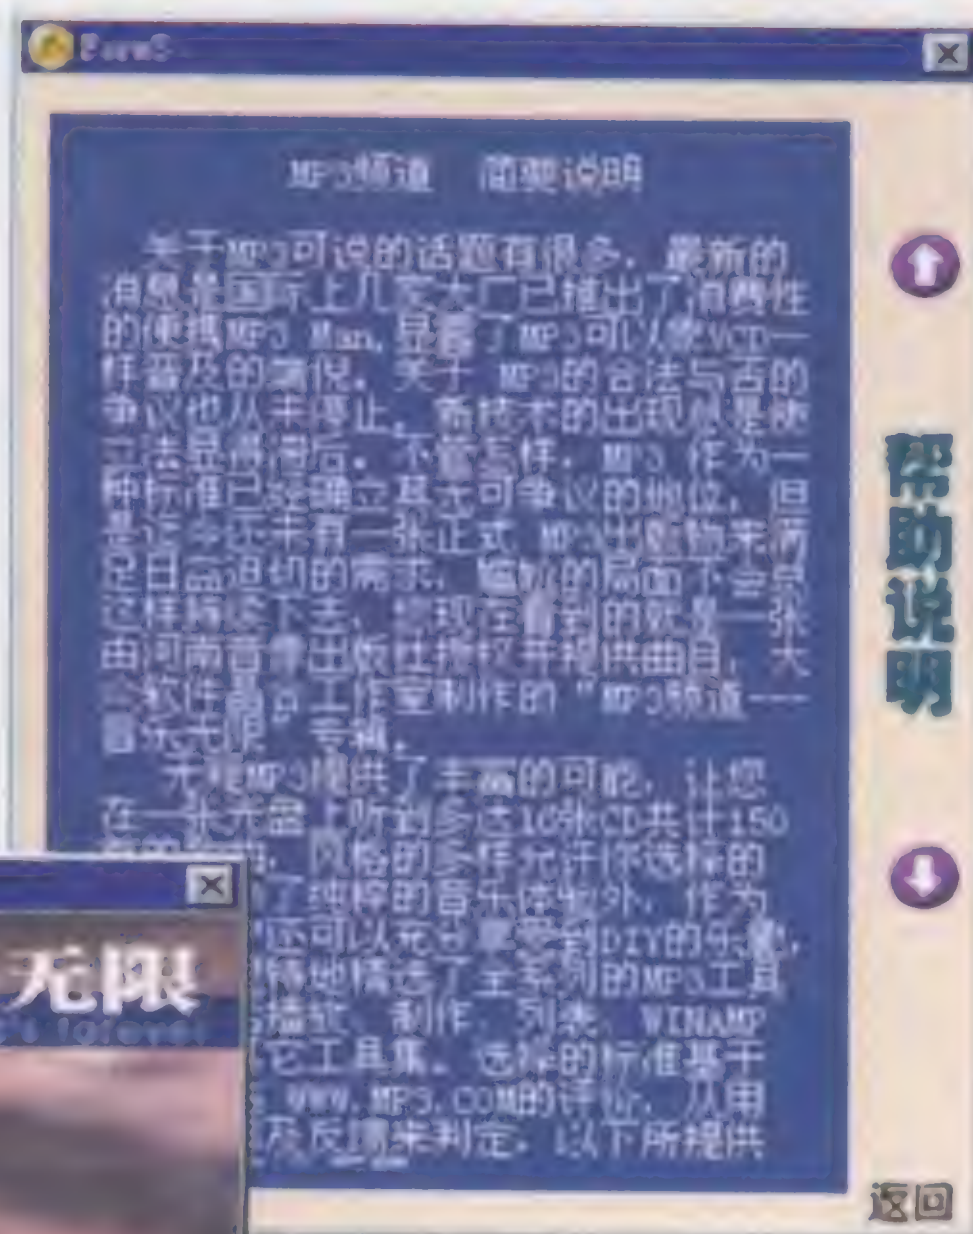 Form3
MP3频道 简要说明
关于MP3可说的话题有很多，最新的
消息是国际上几家大厂已推出了消费性
的便携MP3 Man，显露了MP3可以像VCD一
样普及的端倪。关于 MP3的合法与否的
争议也从未停止。新技术的出现总是使
立法显得滞后。不管怎样，MP3 作为一
种标准已经确立其无可争议的地位，但
是迄今还未有一张正式 MP3出版物来满
足日益迫切的需求，尴尬的局面不会总
这样持续下去，您现在看到的就是一张
由河南音像出版社授权并提供曲目，大
众软件 工作室制作的 "MP3频道---
音乐无限 专辑。
无疑MP3提供了丰富的可能，让您
在一张光盘上听到多达10张CD共计150
风格的多样允许你选择的
了纯粹的音乐感受外，作为
还可以充分享受到DIY的乐趣，
特地精选了全系列的MP3工具
播放、制作、列表、WINAMP
它工具集。选择的标准基于
WWW.MP3.COM的评价，从用
及反馈来判定，以下所提供
帮助说明
返回
无限